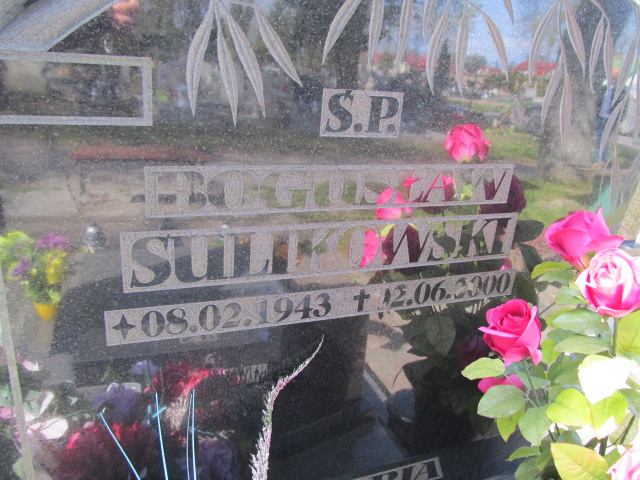 Ś.P.
BOGUSŁAW
SULIKOWSKI
✦08.02.1943 ✝02.06.2000